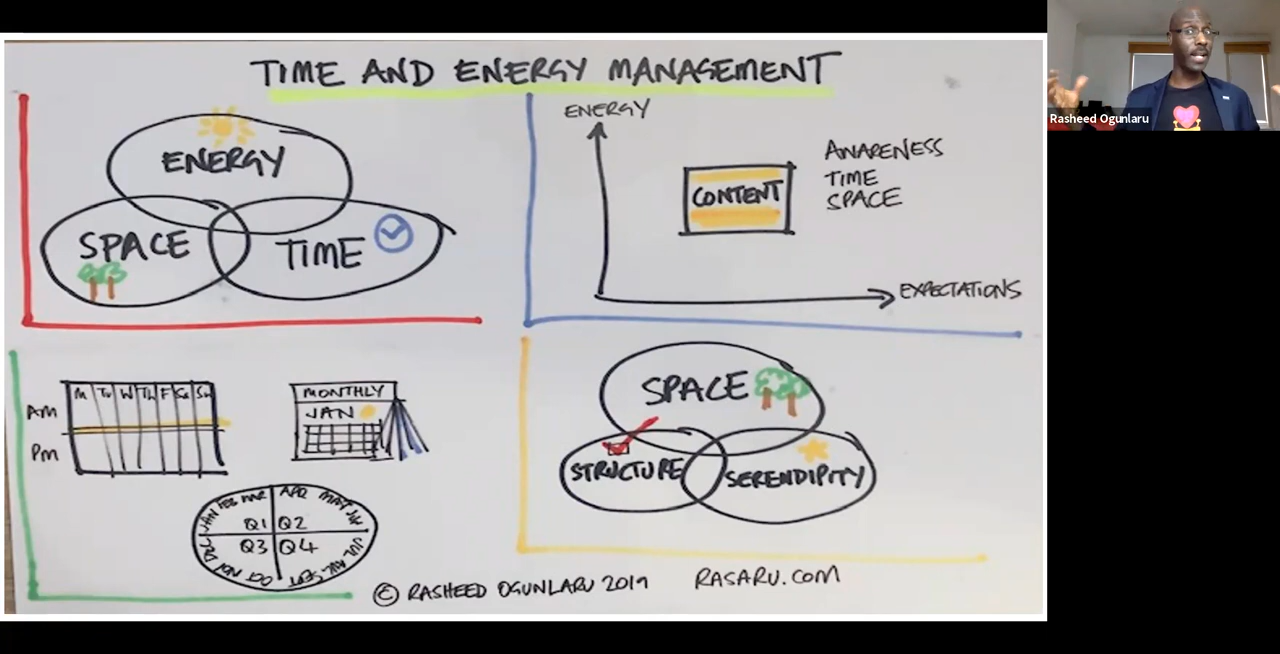 TIME AND ENERGY MANAGEMENT
ENERGY
SPACE
TIME
ENERGY
CONTENT
AWARENESS
TIME
SPACE
EXPECTATIONS
M Tu W Th F Sa Su
AM
PM
MONTHLY
JAN
JAN FEB MAR APR MAY JUN
Q1 Q2
Q3 Q4
JUL AUG SEPT OCT NOV DEC
SPACE
STRUCTURE
SERENDIPITY
© RASHEED OGUNLARU 2019
RASARU.COM
Rasheed Ogunlaru